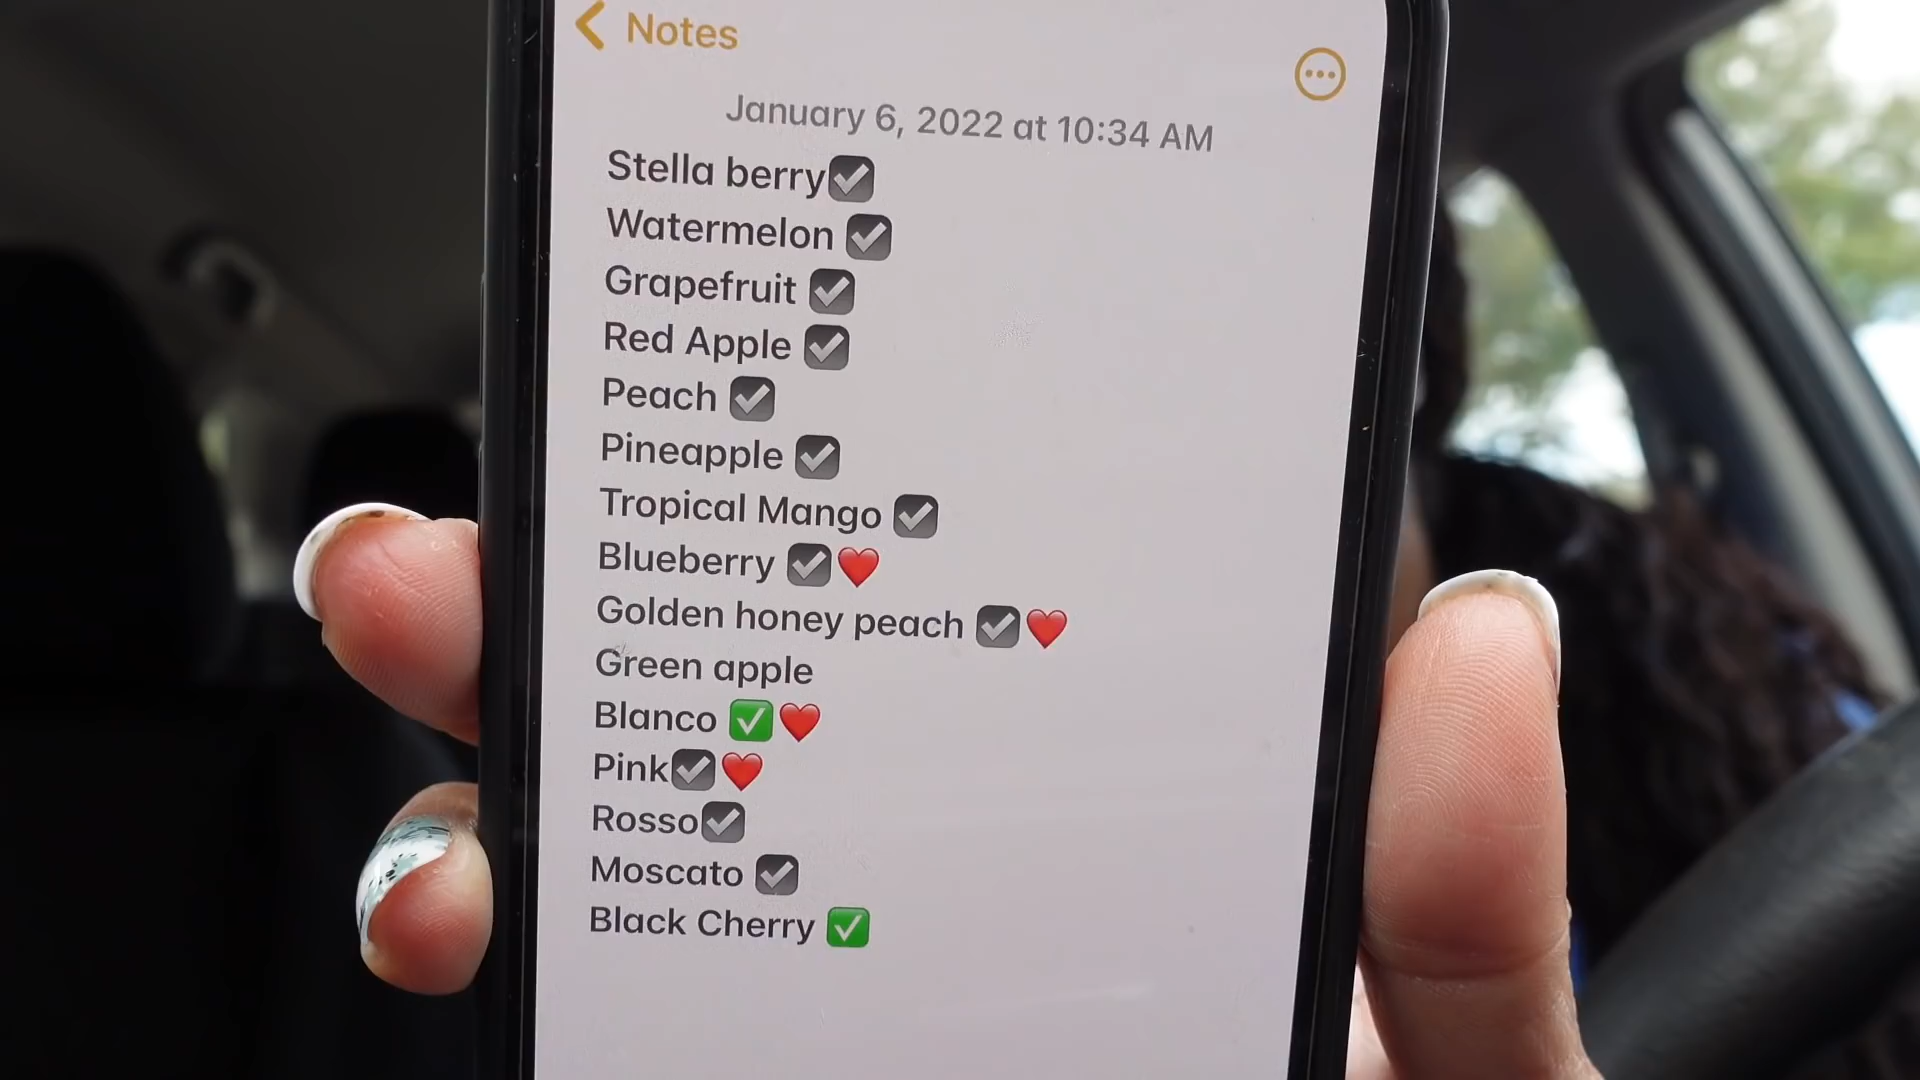 Notes
January 6, 2022 at 10:34 AM
Stella berry☑️
Watermelon ☑️
Grapefruit ☑️
Red Apple ☑️
Peach ☑️
Pineapple ☑️
Tropical Mango ☑️
Blueberry ☑️❤️
Golden honey peach ☑️❤️
Green apple
Blanco ✅❤️
Pink☑️❤️
Rosso☑️
Moscato ☑️
Black Cherry ✅